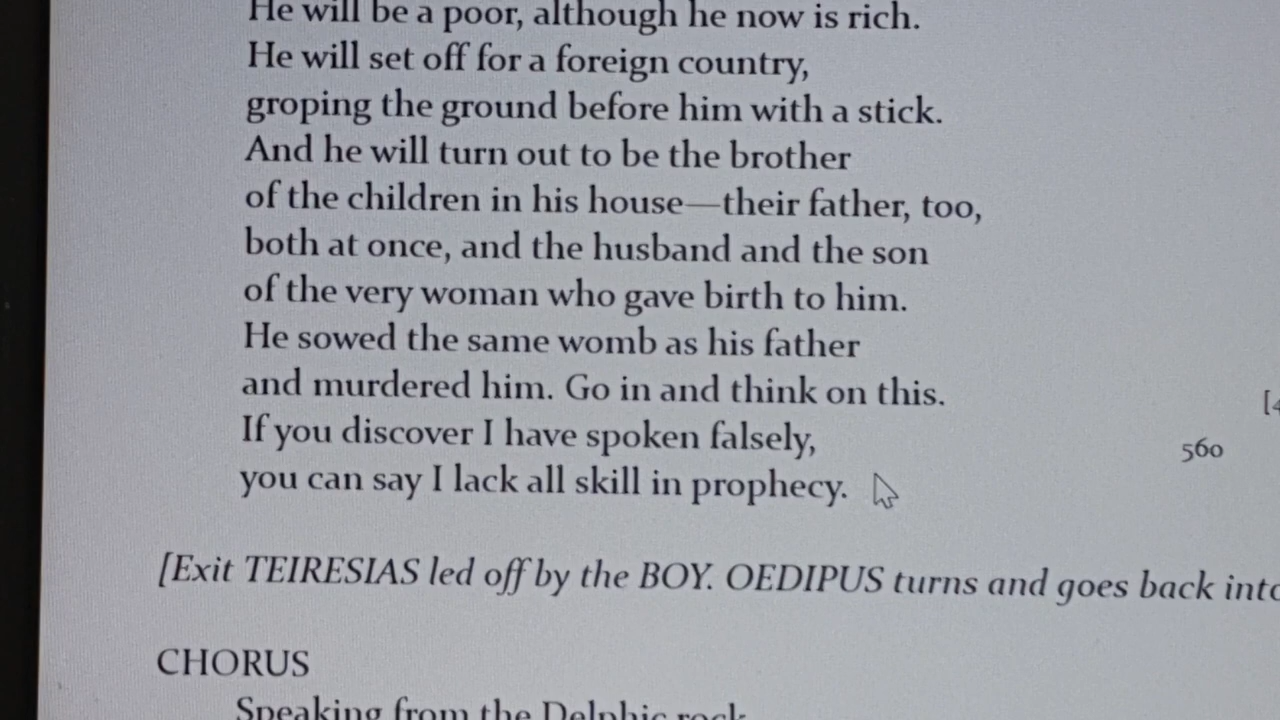 He will be a poor, although he now is rich.
He will set off for a foreign country,
groping the ground before him with a stick.
And he will turn out to be the brother
of the children in his house—their father, too,
both at once, and the husband and the son
of the very woman who gave birth to him.
He sowed the same womb as his father
and murdered him. Go in and think on this.
If you discover I have spoken falsely,
560
you can say I lack all skill in prophecy.
[Exit TEIRESIAS led off by the BOY. OEDIPUS turns and goes back into
CHORUS
Speaking from the Delphic rock